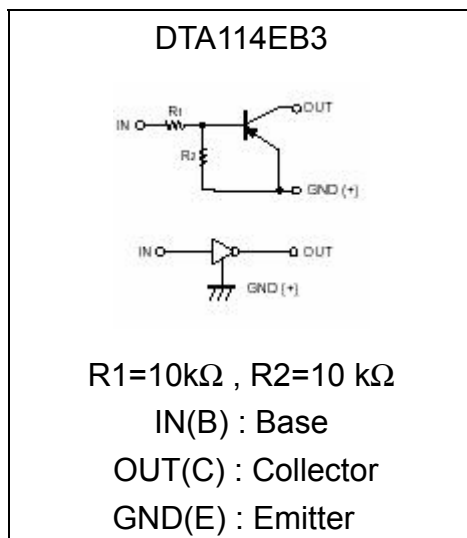 DTA114EB3
OUT
R1
IN
R2
GND (+)
IN
OUT
GND (+)
R1=10kΩ , R2=10 kΩ
IN(B) : Base
OUT(C) : Collector
GND(E) : Emitter